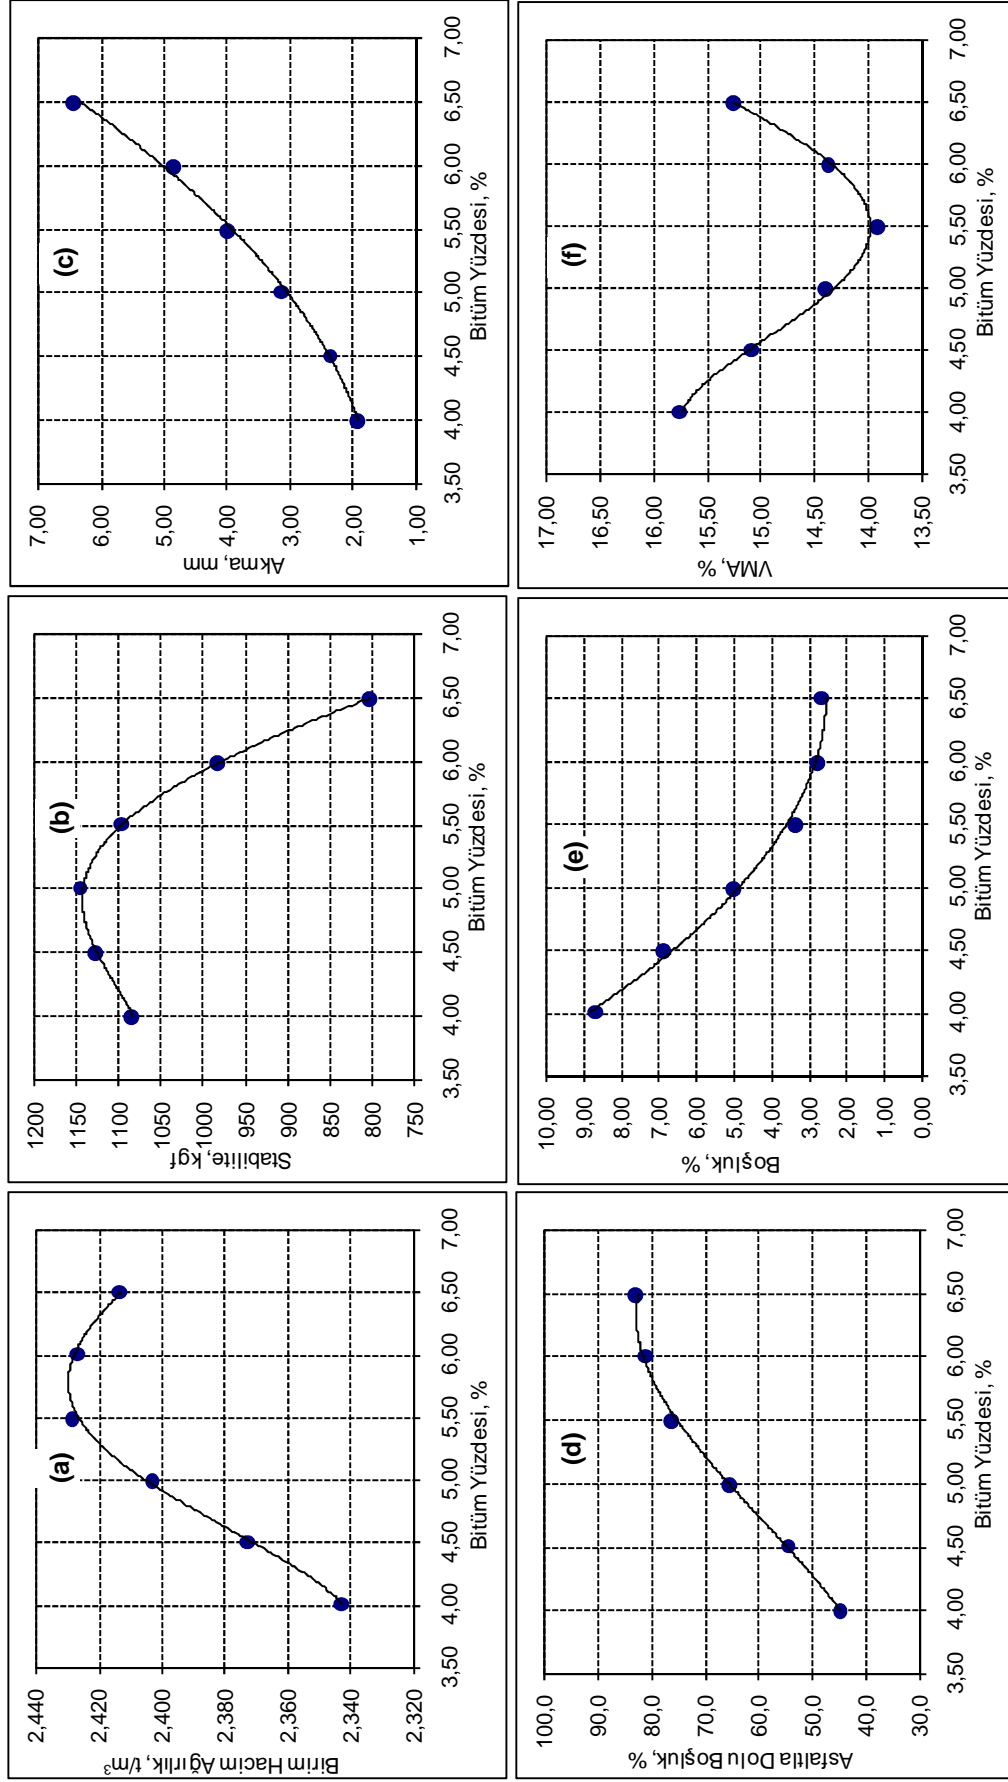 (a)
Birim Hacim Ağırlık, t/m³
2,440
2,420
2,400
2,380
2,360
2,340
2,320
3,50 4,00 4,50 5,00 5,50 6,00 6,50 7,00
Bitüm Yüzdesi, %
(b)
Stabilite, kgf
1200
1150
1100
1050
1000
950
900
850
800
750
3,50 4,00 4,50 5,00 5,50 6,00 6,50 7,00
Bitüm Yüzdesi, %
(c)
Akma, mm
7,00
6,00
5,00
4,00
3,00
2,00
1,00
3,50 4,00 4,50 5,00 5,50 6,00 6,50 7,00
Bitüm Yüzdesi, %
(d)
Asfaltla Dolu Boşluk, %
100,0
90,0
80,0
70,0
60,0
50,0
40,0
30,0
3,50 4,00 4,50 5,00 5,50 6,00 6,50 7,00
Bitüm Yüzdesi, %
(e)
Boşluk, %
10,00
9,00
8,00
7,00
6,00
5,00
4,00
3,00
2,00
1,00
0,00
3,50 4,00 4,50 5,00 5,50 6,00 6,50 7,00
Bitüm Yüzdesi, %
(f)
VMA, %
17,00
16,50
16,00
15,50
15,00
14,50
14,00
13,50
3,50 4,00 4,50 5,00 5,50 6,00 6,50 7,00
Bitüm Yüzdesi, %